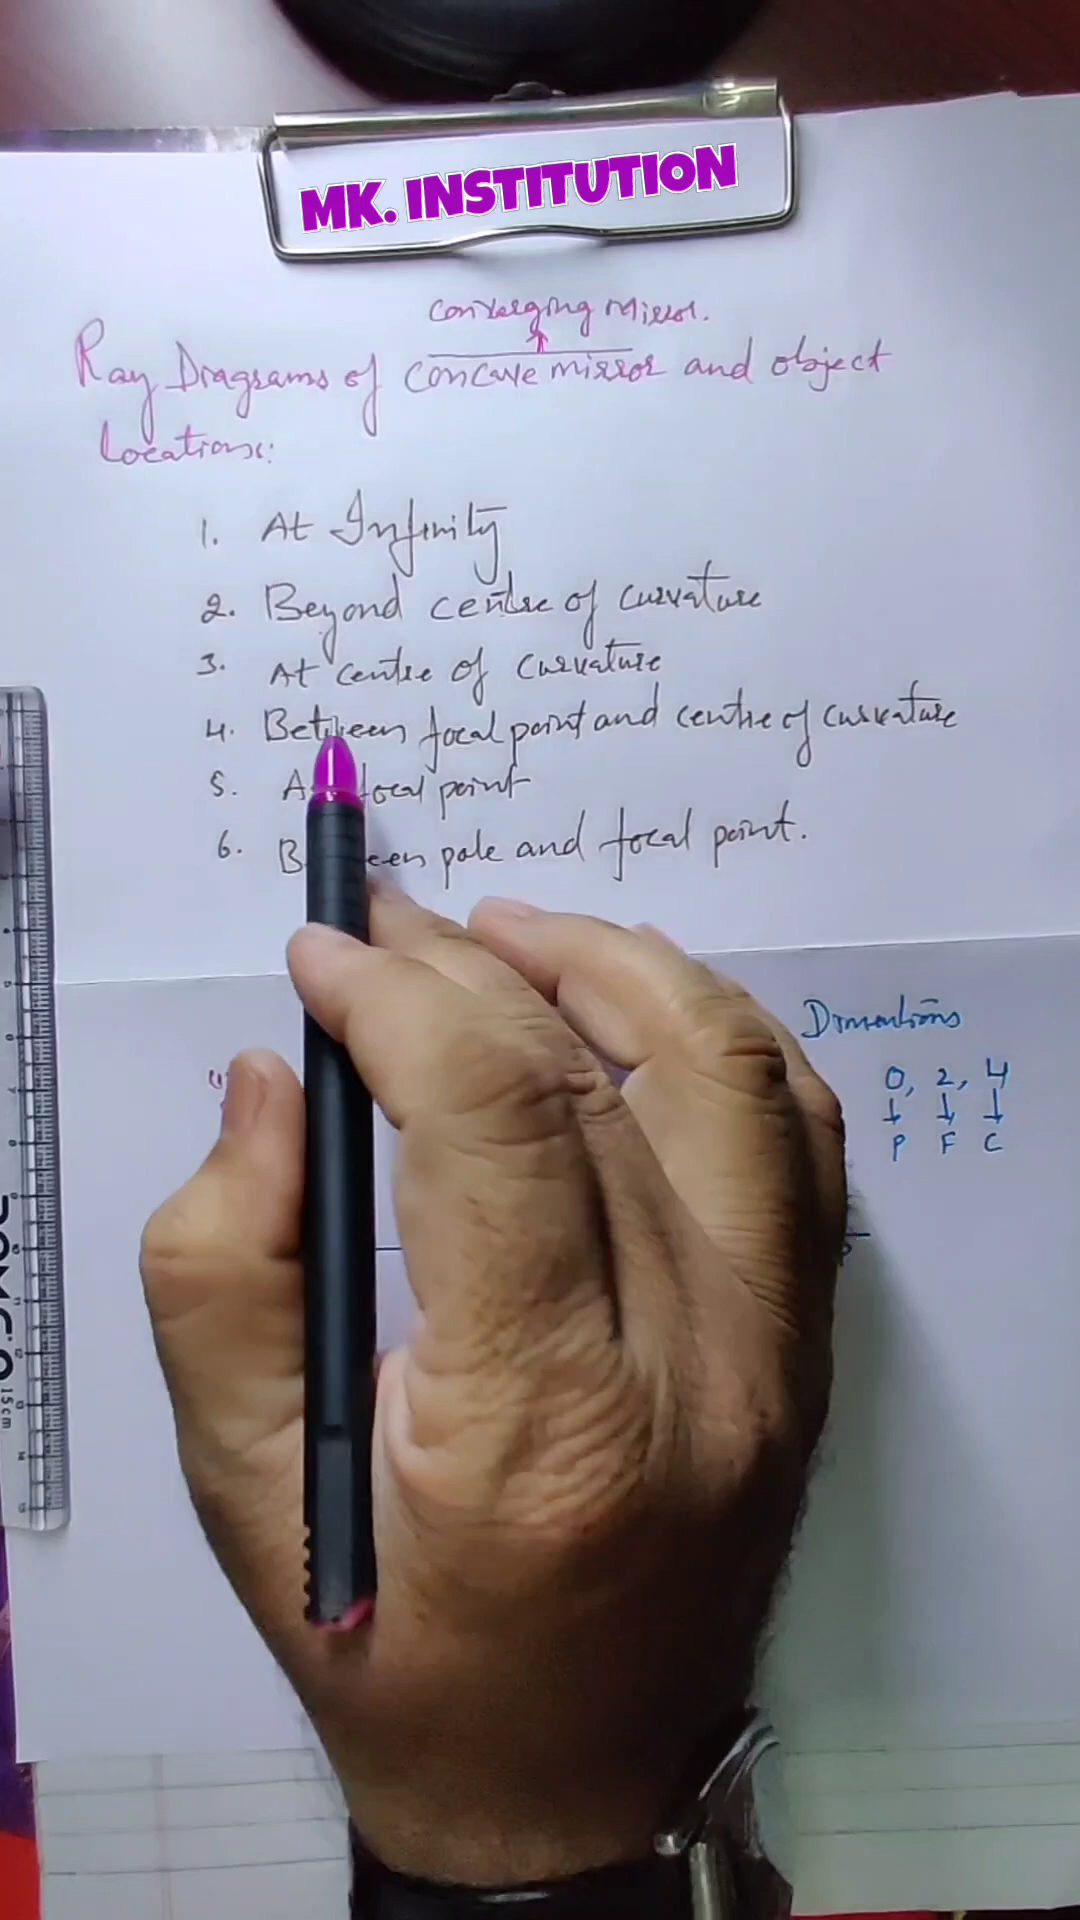 MK. INSTITUTION
Converging Mirror.
Ray Diagrams of concave mirror and object
Locations:
1. At Infinity
2. Beyond centre of curvature
3. At centre of curvature
4. Between focal point and centre of curvature
5. At focal point
6. Between pole and focal point.
0, 2, 4
P F C
15cm